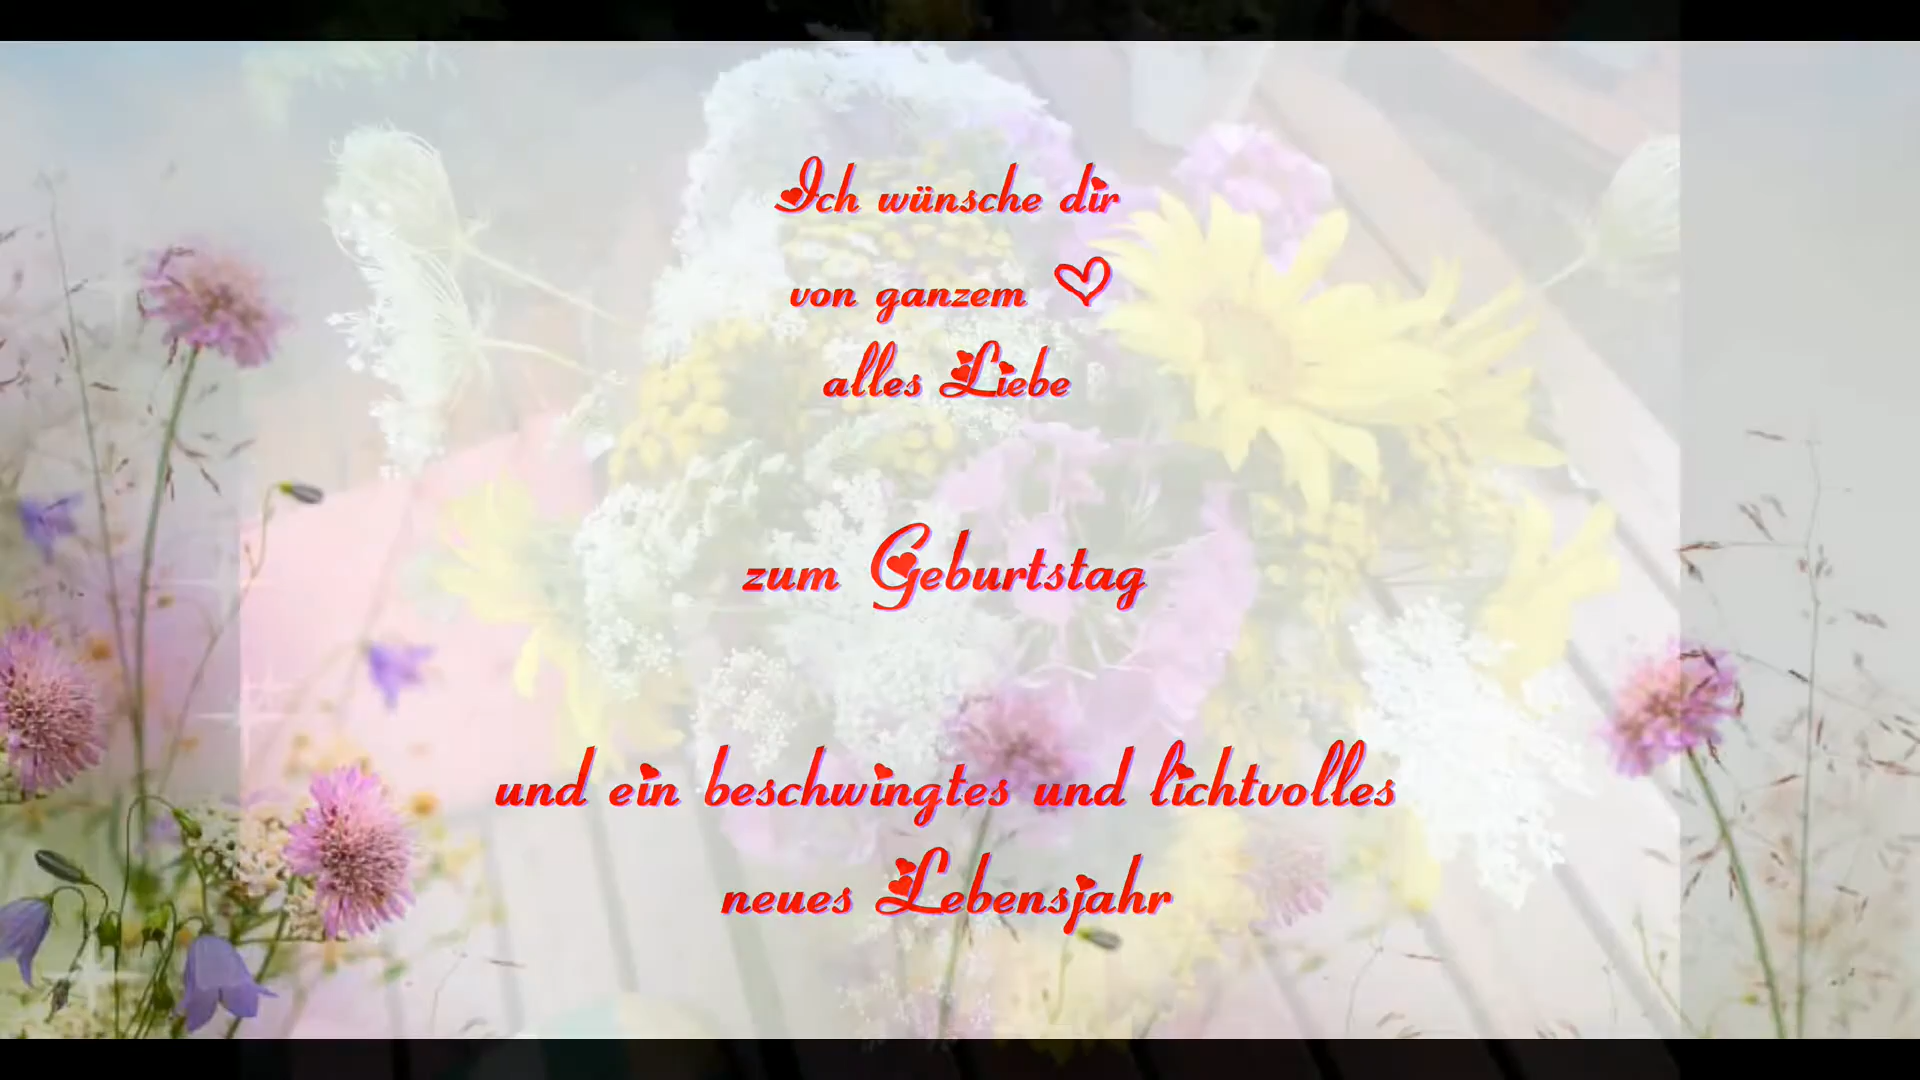 Ich wünsche dir
von ganzem ♡
alles Liebe
zum Geburtstag
und ein beschwingtes und lichtvolles
neues Lebensjahr